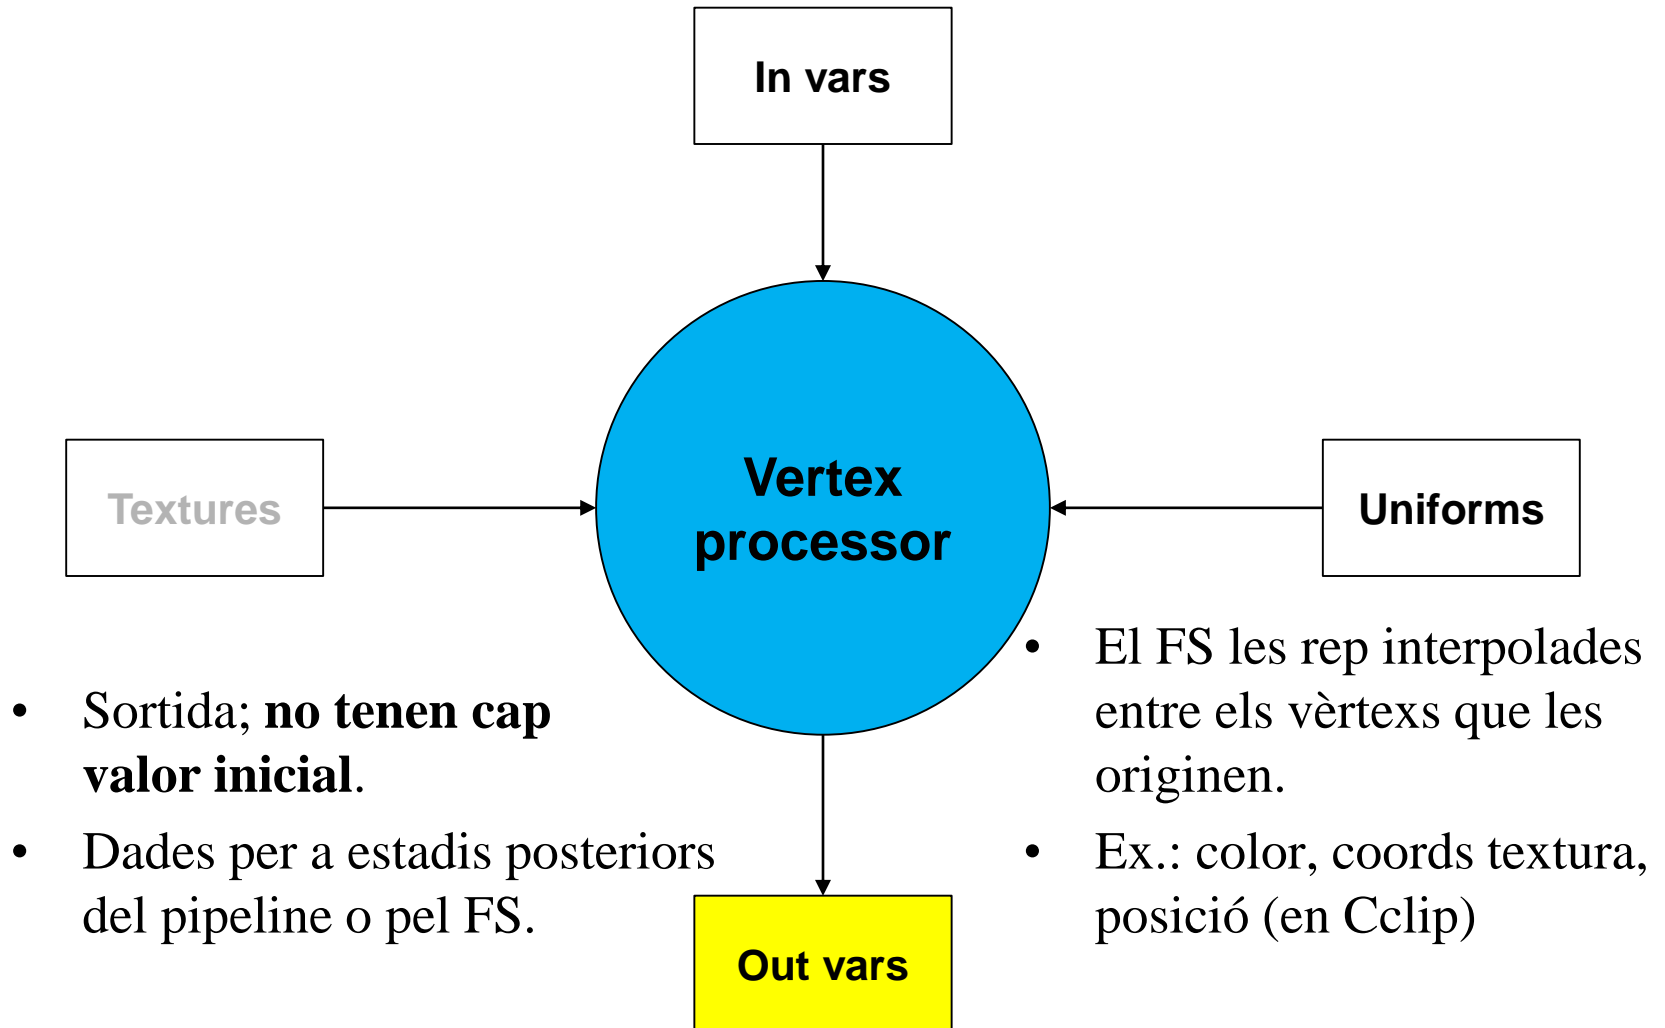 In vars
Textures
Vertex
processor
Uniforms
• Sortida; no tenen cap
valor inicial.
• Dades per a estadis posteriors
del pipeline o pel FS.
• El FS les rep interpolades
entre els vèrtexs que les
originen.
• Ex.: color, coords textura,
posició (en Cclip)
Out vars